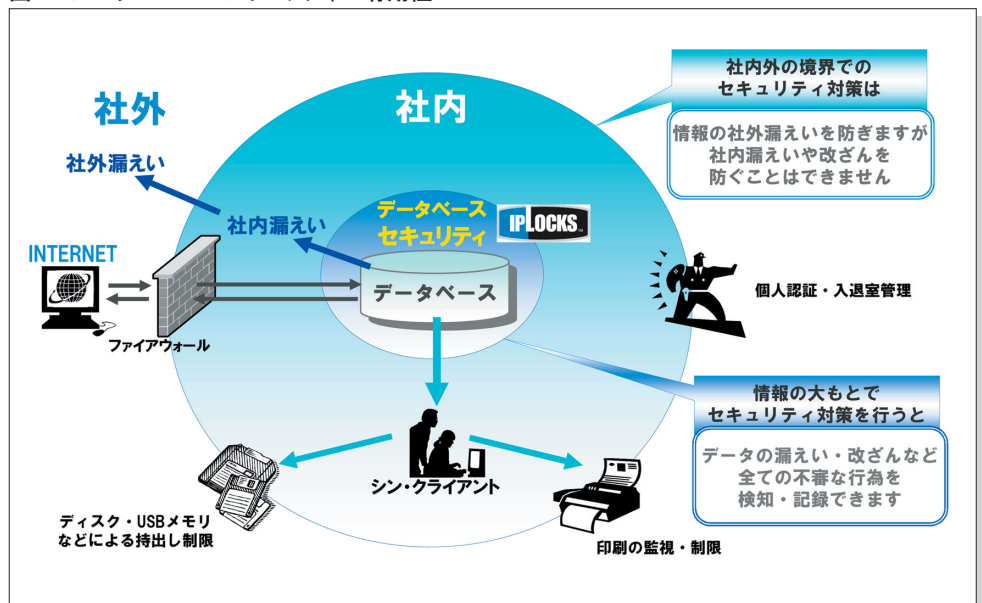 社外
社内
社外漏えい
社内漏えい
データベース
セキュリティ
IPLOCKS
INTERNET
データベース
ファイアウォール
社内外の境界での
セキュリティ対策は
情報の社外漏えいを防ぎますが
社内漏えいや改ざんを
防ぐことはできません
個人認証・入退室管理
情報の大もとで
セキュリティ対策を行うと
データの漏えい・改ざんなど
全ての不審な行為を
検知・記録できます
シン・クライアント
ディスク・USBメモリ
などによる持出し制限
印刷の監視・制限